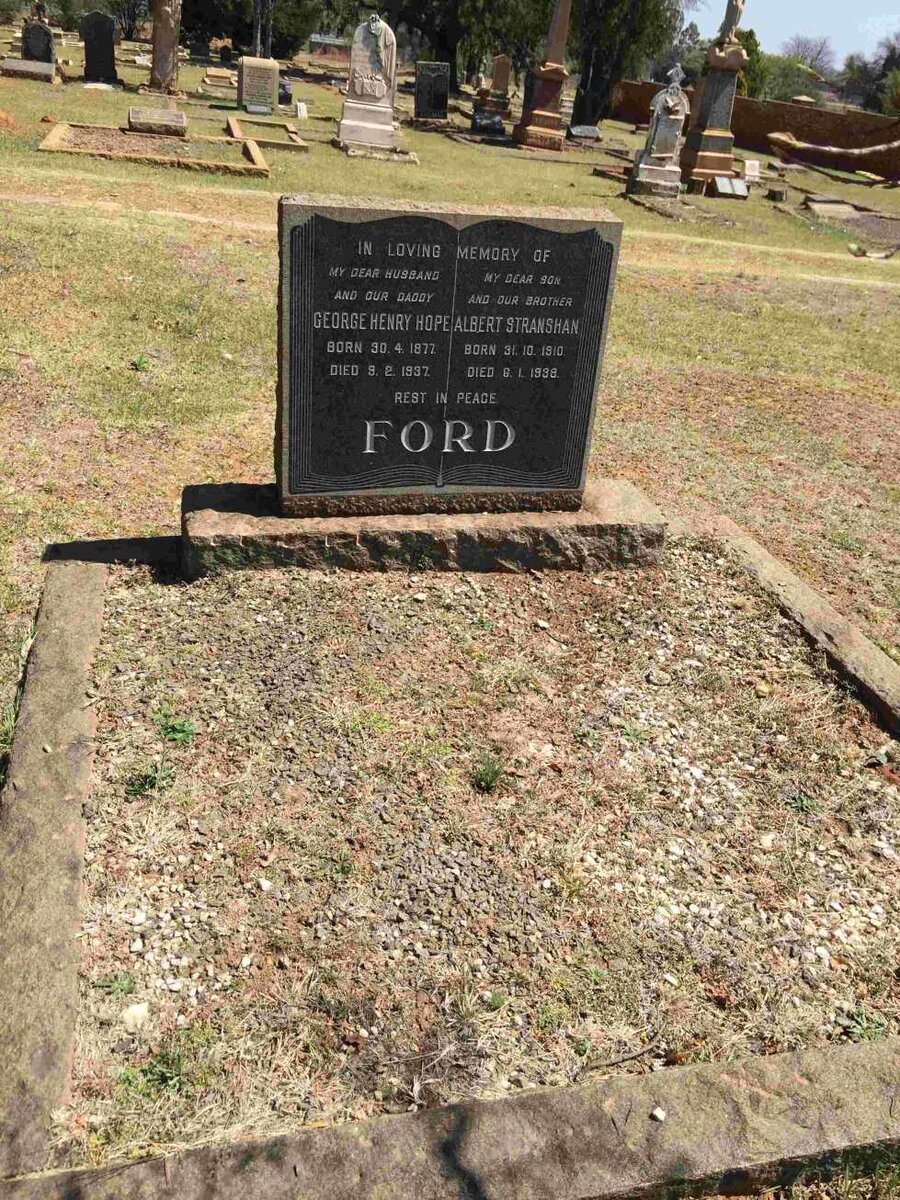 IN LOVING MEMORY OF
MY DEAR HUSBAND
AND OUR DADDY
GEORGE HENRY HOPE
BORN 30. 4. 1877.
DIED 9. 2. 1937.
MY DEAR SON
AND OUR BROTHER
ALBERT STRANSHAN
BORN 31. 10. 1910.
DIED 6. 1. 1938.
REST IN PEACE.
FORD